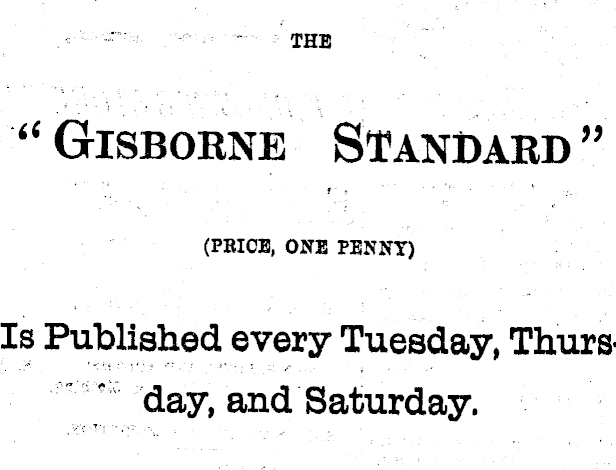 THE
"GISBORNE STANDARD"
(PRICE, ONE PENNY)
Is Published every Tuesday, Thurs-
day, and Saturday.